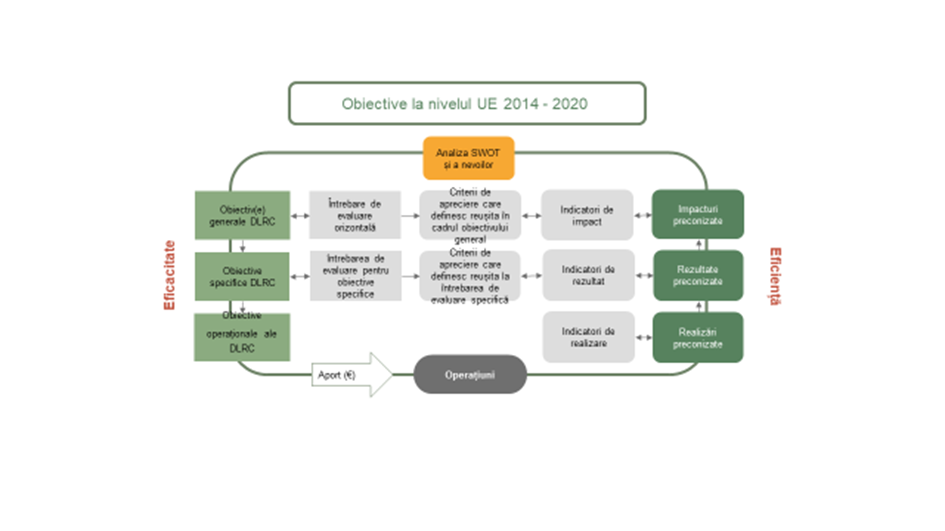 Obiective la nivelul UE 2014 - 2020
Analiza SWOT
și a nevoilor
Obiectiv(e)
generale DLRC
Întrebare de
evaluare
orizontală
Criterii de
apreciere care
definesc reușita în
cadrul obiectivului
general
Indicatori de
impact
Impacturi
preconizate
Eficacitate
Obiective
specifice DLRC
Întrebarea de
evaluare pentru
obiective
specifice
Criterii de
apreciere care
definesc reușita la
întrebarea de
evaluare specifică
Indicatori de
rezultat
Rezultate
preconizate
Eficiență
Obiective
operaționale ale
DLRC
Indicatori de
realizare
Realizări
preconizate
Aport (€)
Operațiuni